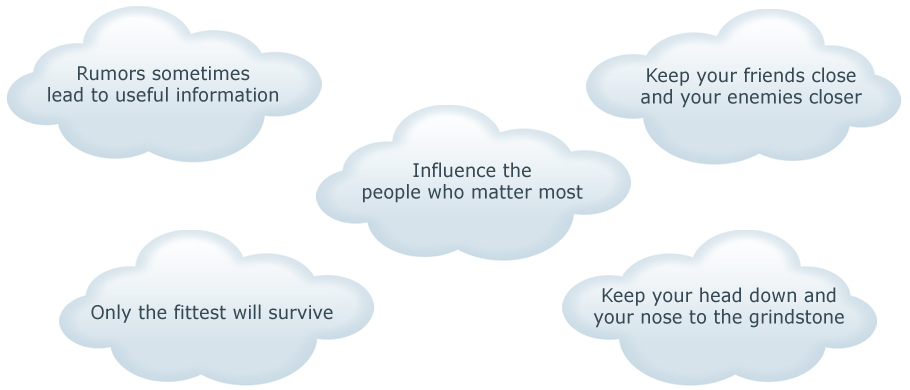 Rumors sometimes
lead to useful information
Keep your friends close
and your enemies closer
Influence the
people who matter most
Only the fittest will survive
Keep your head down and
your nose to the grindstone